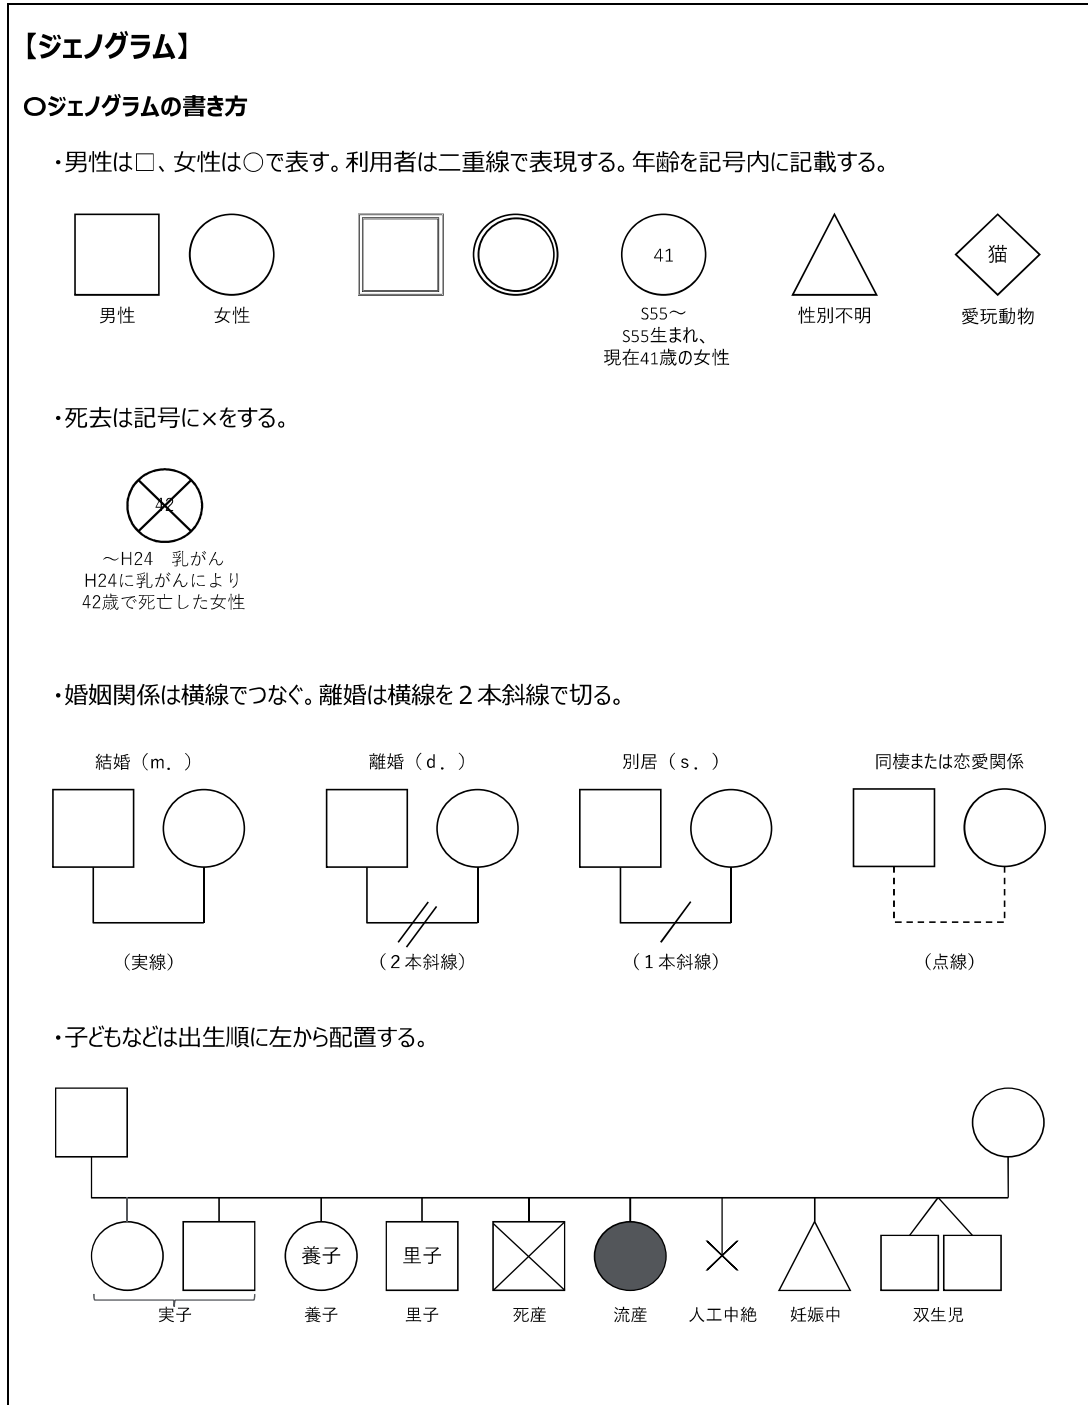 【ジェノグラム】
〇ジェノグラムの書き方
・男性は□、女性は○で表す。利用者は二重線で表現する。年齢を記号内に記載する。
41 猫
男性 女性 S55～ 性別不明 愛玩動物
S55生まれ、
現在41歳の女性
・死去は記号に×をする。
42
～H24　乳がん
H24に乳がんにより
42歳で死亡した女性
・婚姻関係は横線でつなぐ。離婚は横線を２本斜線で切る。
結婚（m．） 離婚（d．） 別居（s．） 同棲または恋愛関係
（実線） （２本斜線） （１本斜線） （点線）
・子どもなどは出生順に左から配置する。
養子 里子
実子 養子 里子 死産 流産 人工中絶 妊娠中 双生児